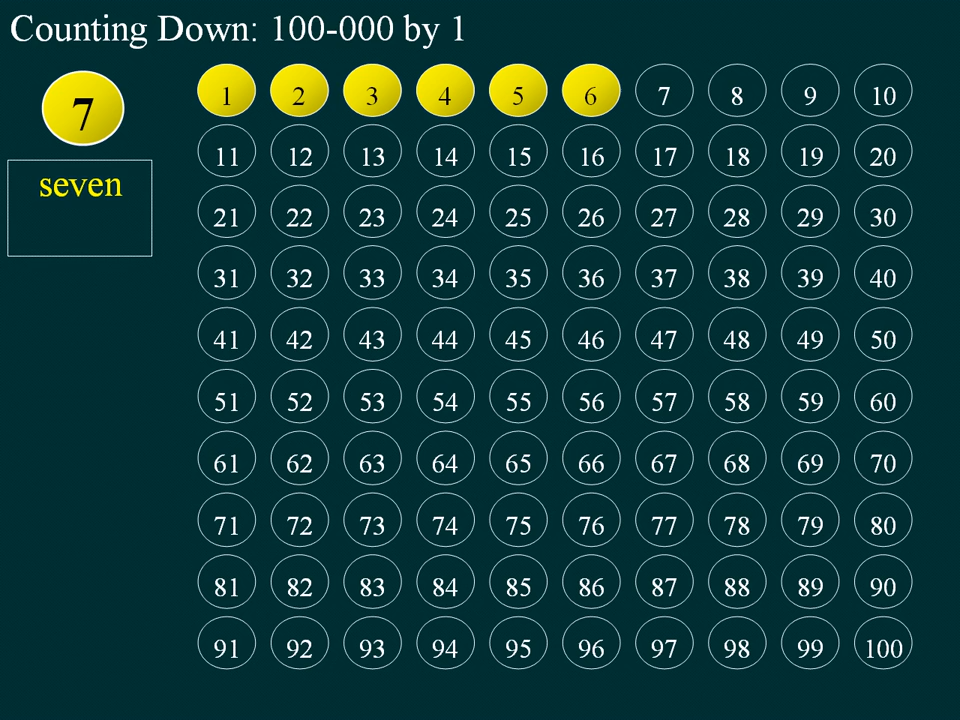 Counting Down: 100-000 by 1
7
seven
1 2 3 4 5 6 7 8 9 10
11 12 13 14 15 16 17 18 19 20
21 22 23 24 25 26 27 28 29 30
31 32 33 34 35 36 37 38 39 40
41 42 43 44 45 46 47 48 49 50
51 52 53 54 55 56 57 58 59 60
61 62 63 64 65 66 67 68 69 70
71 72 73 74 75 76 77 78 79 80
81 82 83 84 85 86 87 88 89 90
91 92 93 94 95 96 97 98 99 100